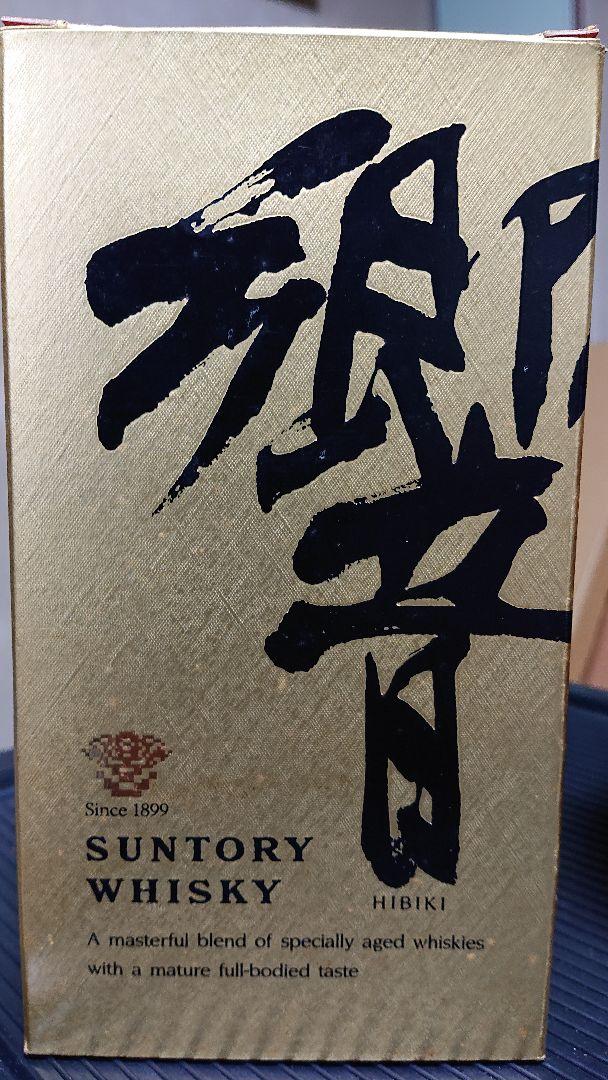 響
Since 1899
SUNTORY
WHISKY
HIBIKI
A masterful blend of specially aged whiskies
with a mature full-bodied taste